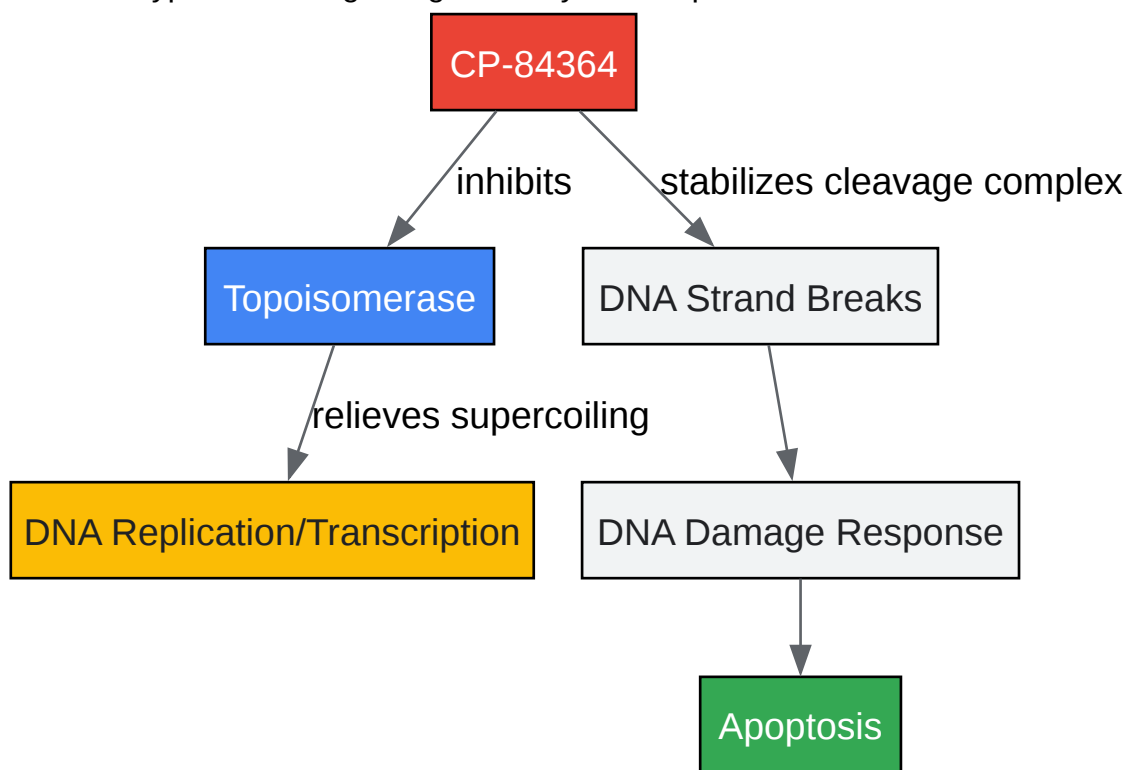 CP-84364
inhibits
stabilizes cleavage complex
Topoisomerase
DNA Strand Breaks
relieves supercoiling
DNA Replication/Transcription
DNA Damage Response
Apoptosis